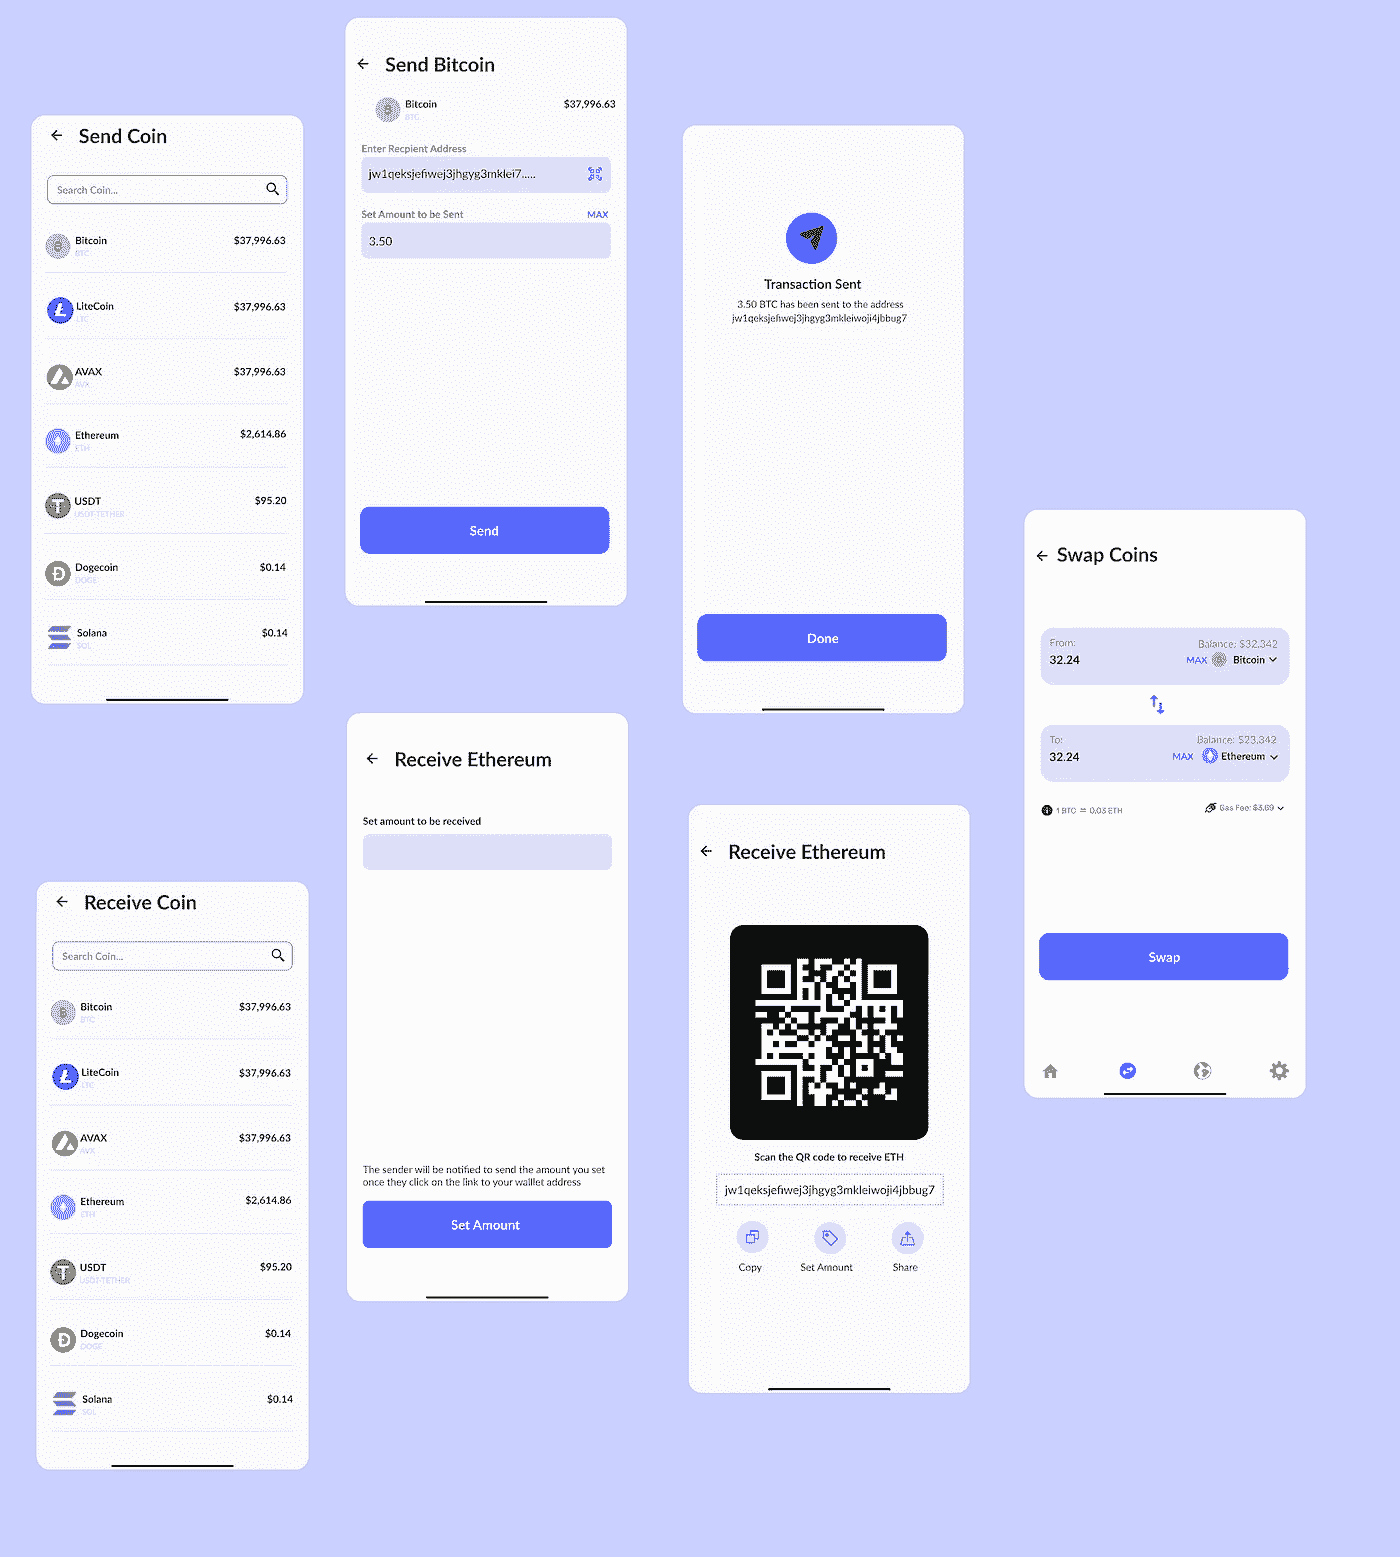 Send Coin
Search Coin...
Bitcoin $37,996.63
BTC
LiteCoin $37,996.63
LTC
AVAX $37,996.63
AVX
Ethereum $2,614.86
ETH
USDT $95.20
USDT-TETHER
Dogecoin $0.14
DOGE
Solana $0.14
SOL
Send Bitcoin
Bitcoin $37,996.63
BTC
Enter Recpient Address
jw1qeksjefiwej3jhgyg3mklei7.....
Set Amount to be Sent MAX
3.50
Send
Transaction Sent
3.50 BTC has been sent to the address
jw1qeksjefiwej3jhgyg3mkleiwoji4jbbug7
Done
Receive Coin
Search Coin...
Bitcoin $37,996.63
BTC
LiteCoin $37,996.63
LTC
AVAX $37,996.63
AVX
Ethereum $2,614.86
ETH
USDT $95.20
USDT-TETHER
Dogecoin $0.14
DOGE
Solana $0.14
SOL
Receive Ethereum
Set amount to be received
The sender will be notified to send the amount you set
once they click on the link to your wallet address
Set Amount
Receive Ethereum
Scan the QR code to receive ETH
jw1qeksjefiwej3jhgyg3mkleiwoji4jbbug7
Copy Set Amount Share
Swap Coins
From: Balance: $32,342
32.24 MAX Bitcoin
To: Balance: $23,342
32.24 MAX Ethereum
1 BTC = 0.03 ETH Gas Fee: $3.69
Swap